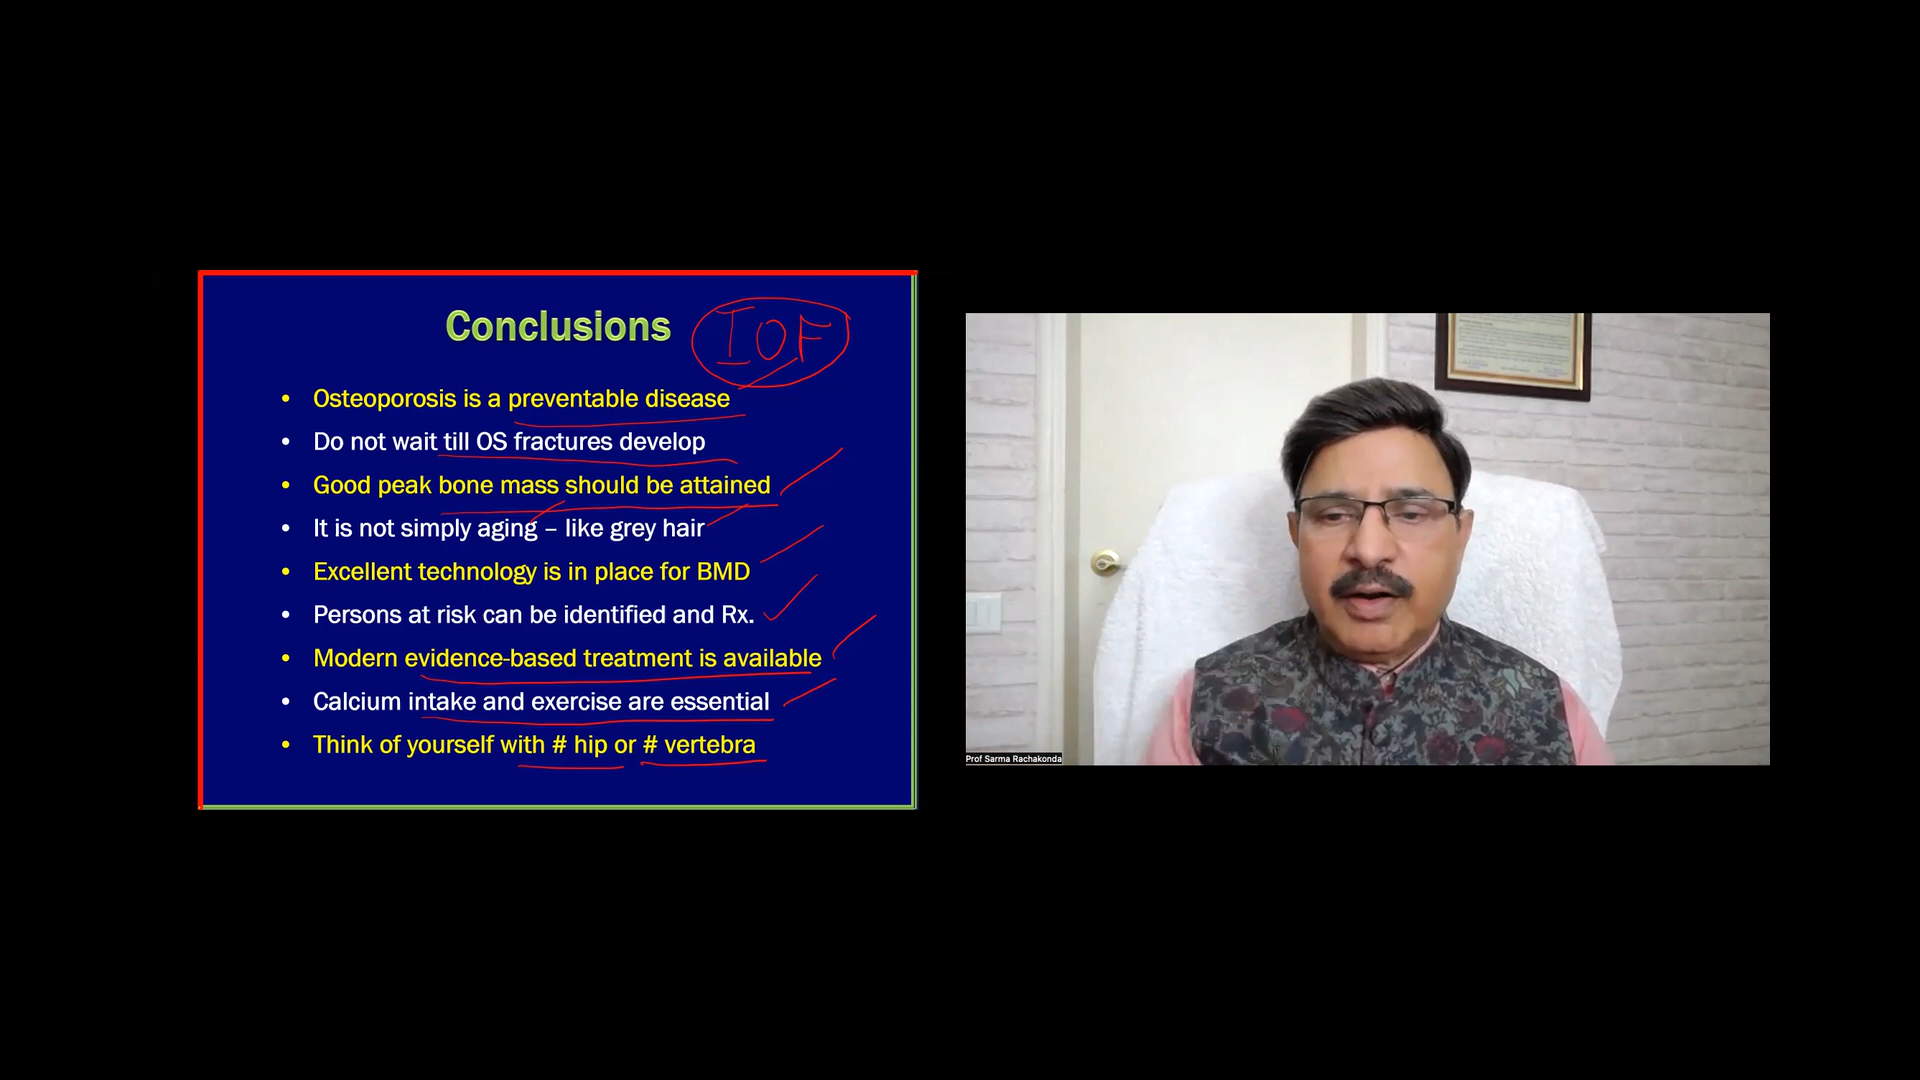 Conclusions
IOF
• Osteoporosis is a preventable disease
• Do not wait till OS fractures develop
• Good peak bone mass should be attained
• It is not simply aging – like grey hair
• Excellent technology is in place for BMD
• Persons at risk can be identified and Rx.
• Modern evidence-based treatment is available
• Calcium intake and exercise are essential
• Think of yourself with # hip or # vertebra
Prof Sarma Rachakonda